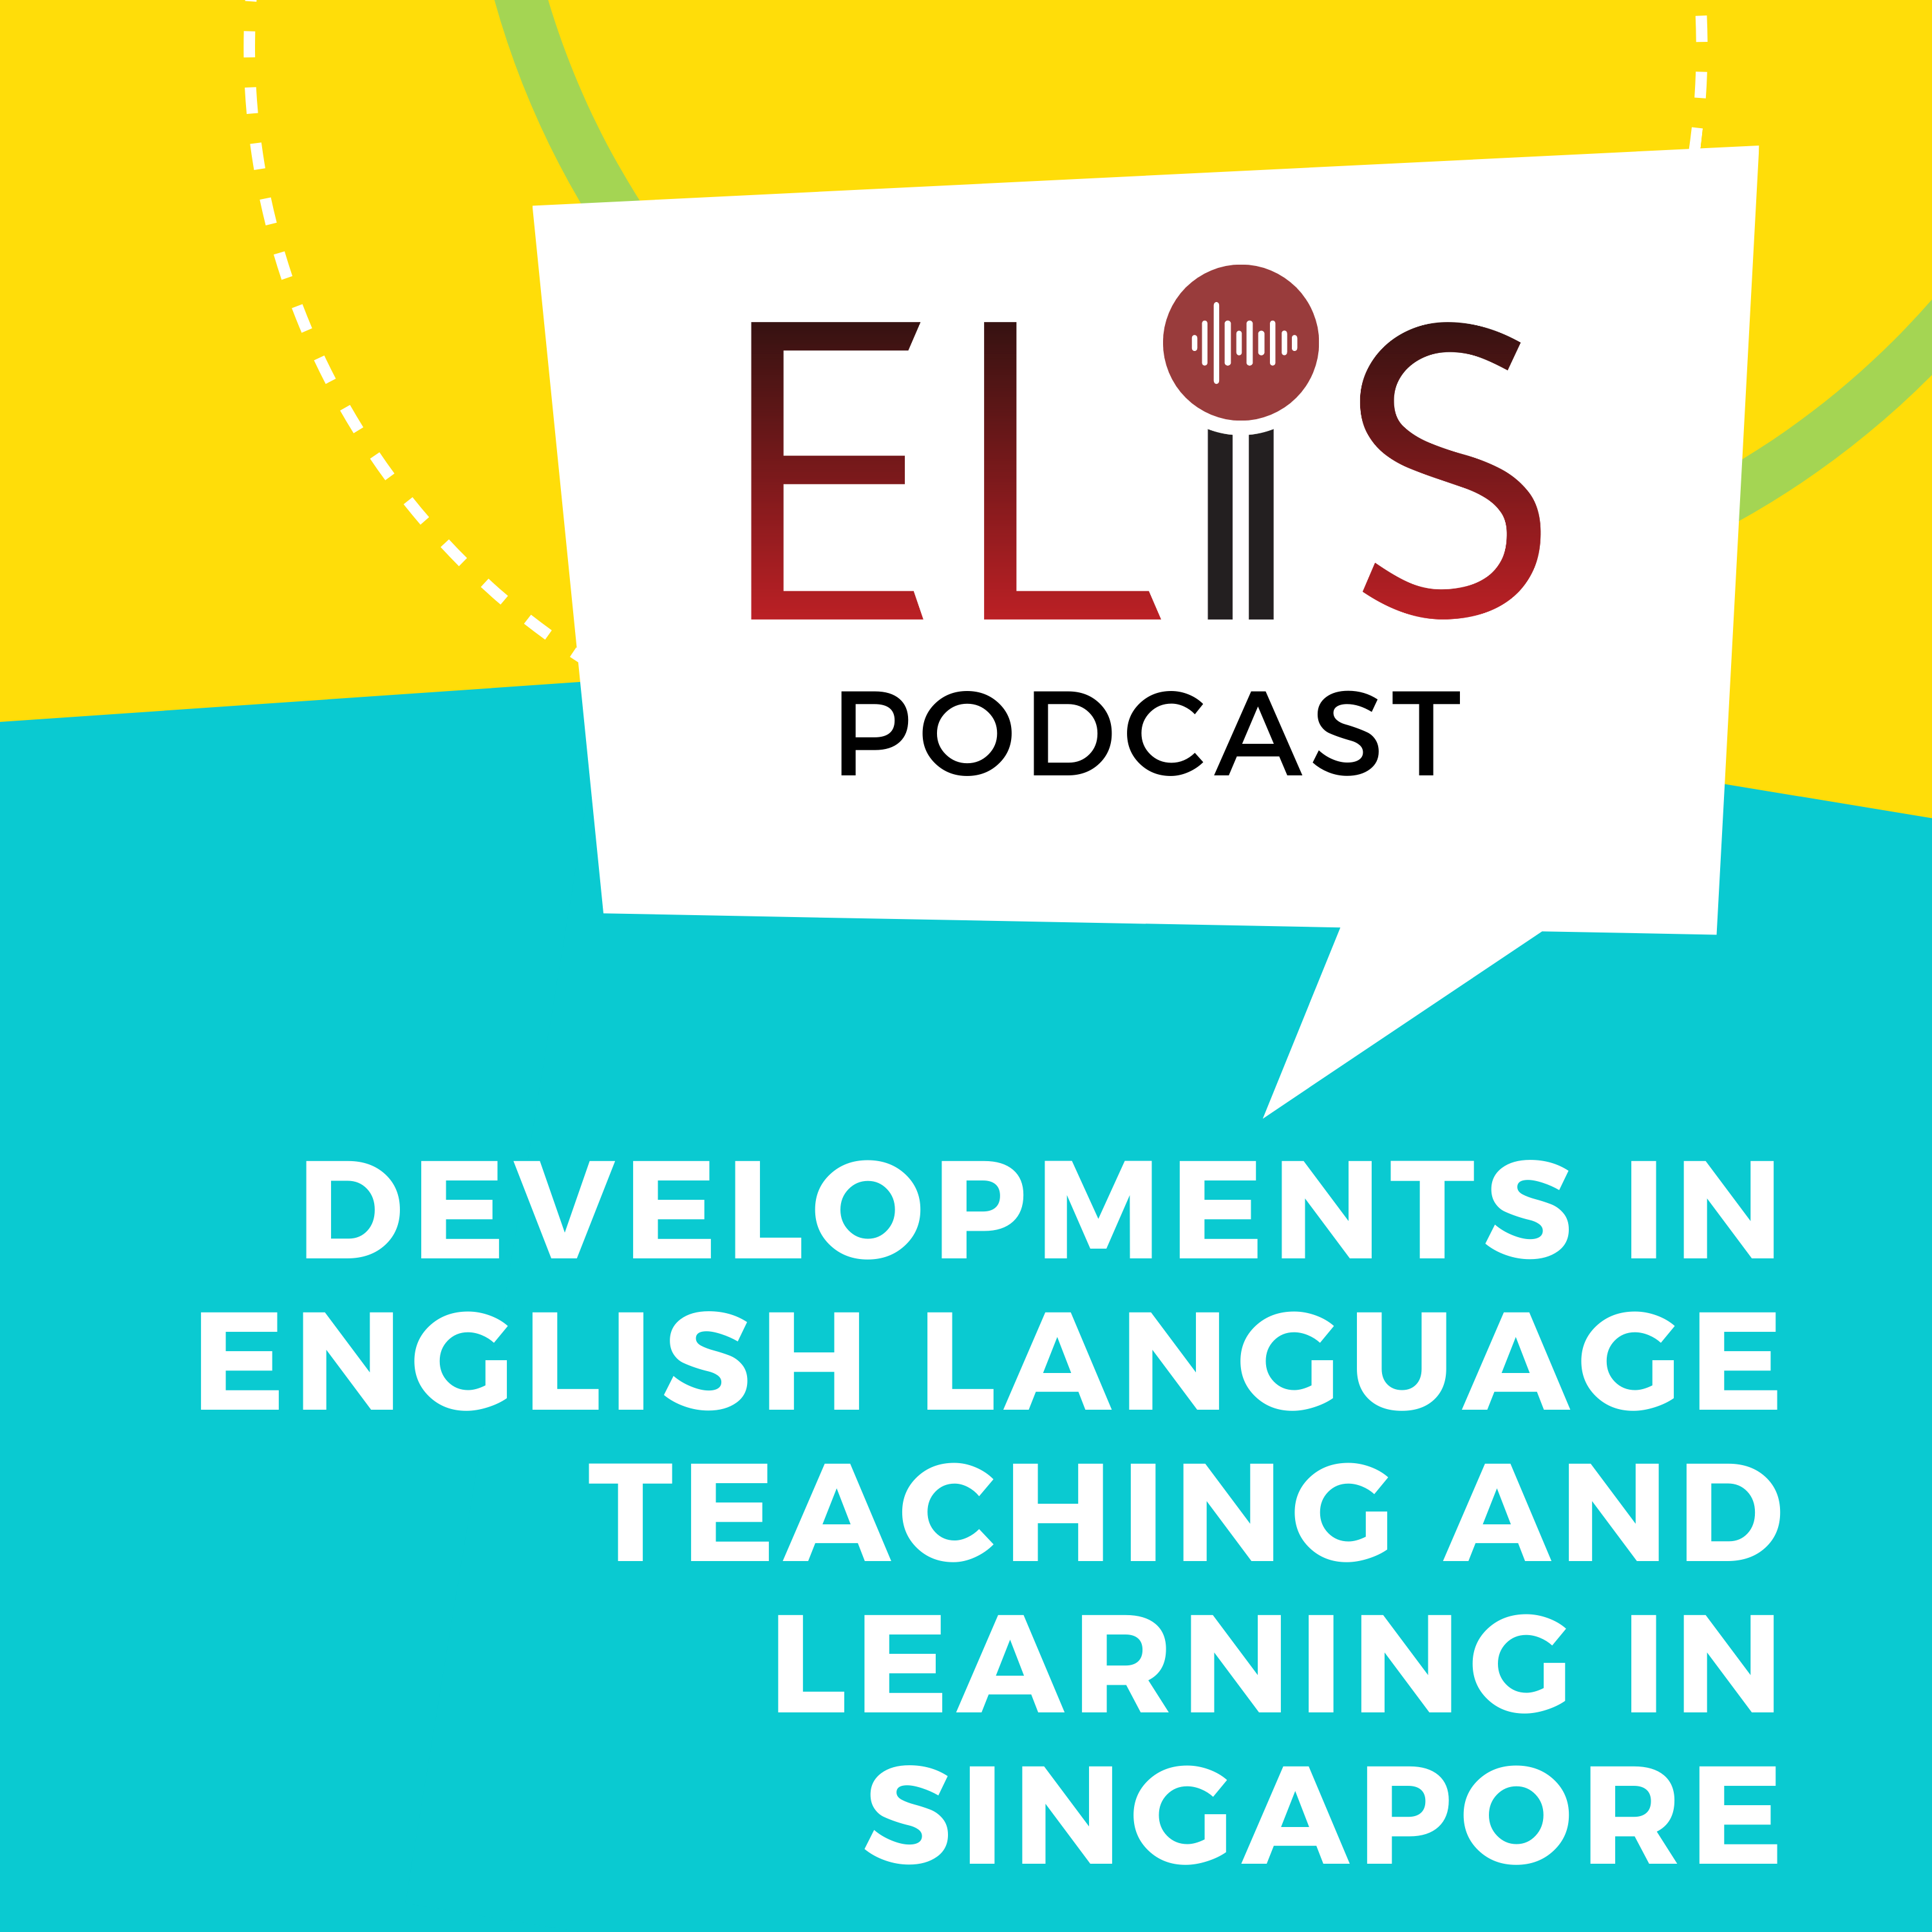 ELiS
PODCAST
DEVELOPMENTS IN
ENGLISH LANGUAGE
TEACHING AND
LEARNING IN
SINGAPORE